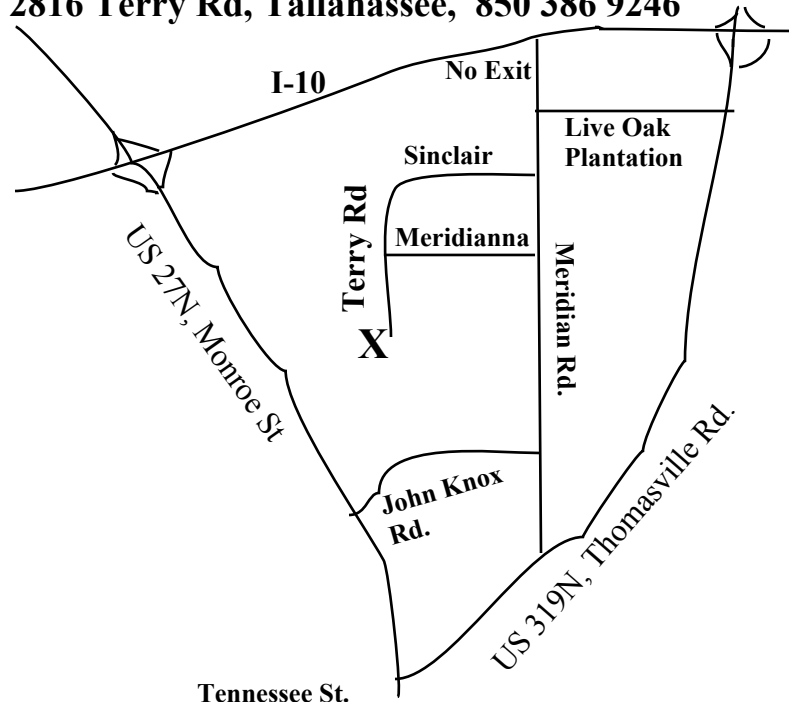 2816 Terry Rd, Tallahassee, 850 386 9246
No Exit
I-10
Live Oak
Plantation
Sinclair
Terry Rd
Meridianna
US 27N, Monroe St
Meridian Rd.
X
John Knox
Rd.
US 319N, Thomasville Rd.
Tennessee St.